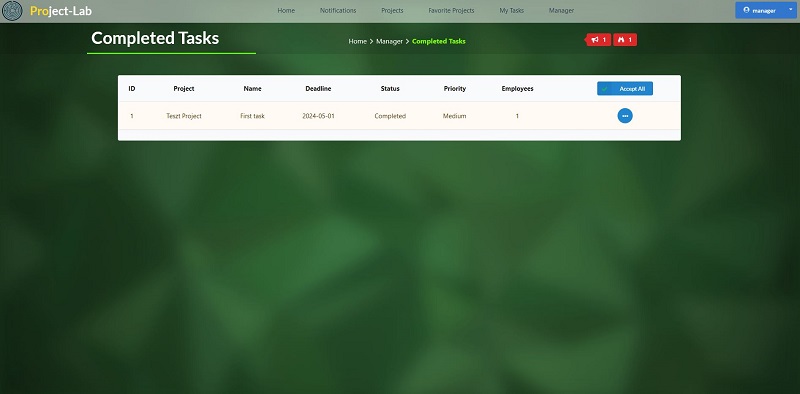 Project-Lab Home Notifications Projects Favorite Projects My Tasks Manager manager
Completed Tasks Home > Manager > Completed Tasks 1 1
ID Project Name Deadline Status Priority Employees Accept All
1 Teszt Project First task 2024-05-01 Completed Medium 1